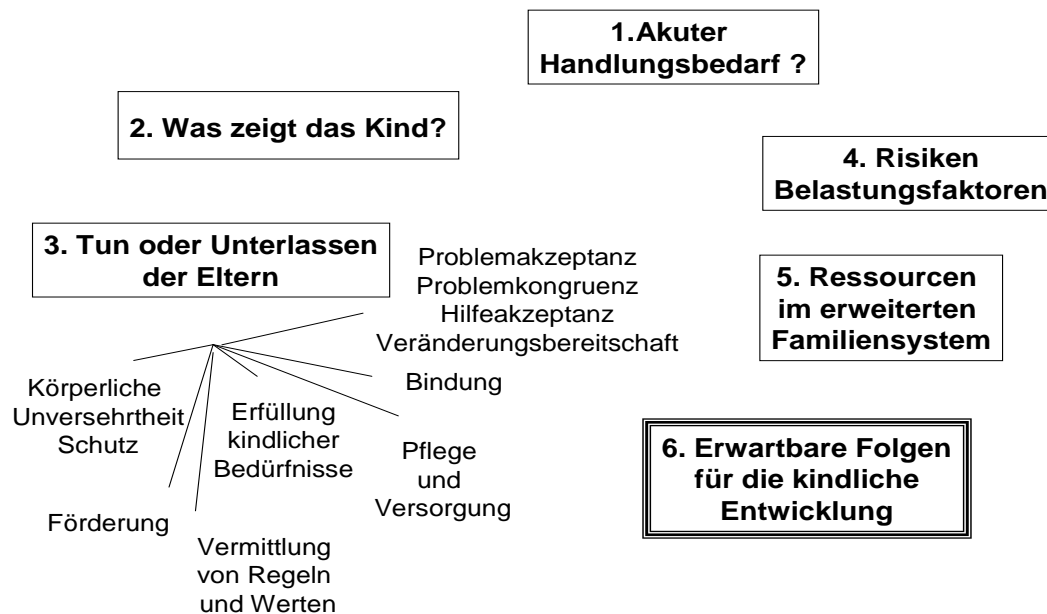 1.Akuter
Handlungsbedarf ?
2. Was zeigt das Kind?
4. Risiken
Belastungsfaktoren
3. Tun oder Unterlassen
der Eltern
Problemakzeptanz
Problemkongruenz
Hilfeakzeptanz
Veränderungsbereitschaft
5. Ressourcen
im erweiterten
Familiensystem
Körperliche
Unversehrtheit
Schutz
Erfüllung
kindlicher
Bedürfnisse
Bindung
Pflege
und
Versorgung
Förderung
Vermittlung
von Regeln
und Werten
6. Erwartbare Folgen
für die kindliche
Entwicklung